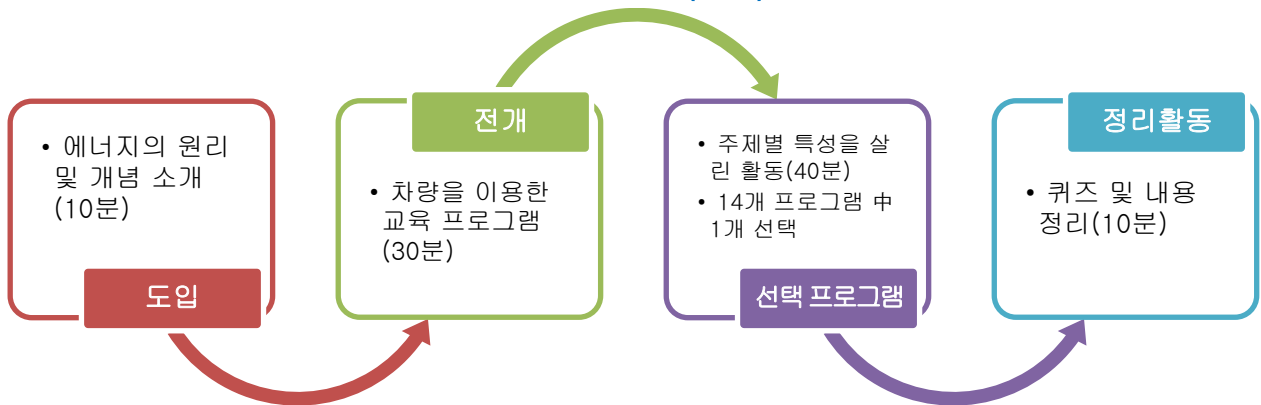 • 에너지의 원리
및 개념 소개
(10분)
도입
전개
• 차량을 이용한
교육 프로그램
(30분)
• 주제별 특성을 살
린 활동(40분)
• 14개 프로그램 中
1개 선택
선택 프로그램
정리활동
• 퀴즈 및 내용
정리(10분)